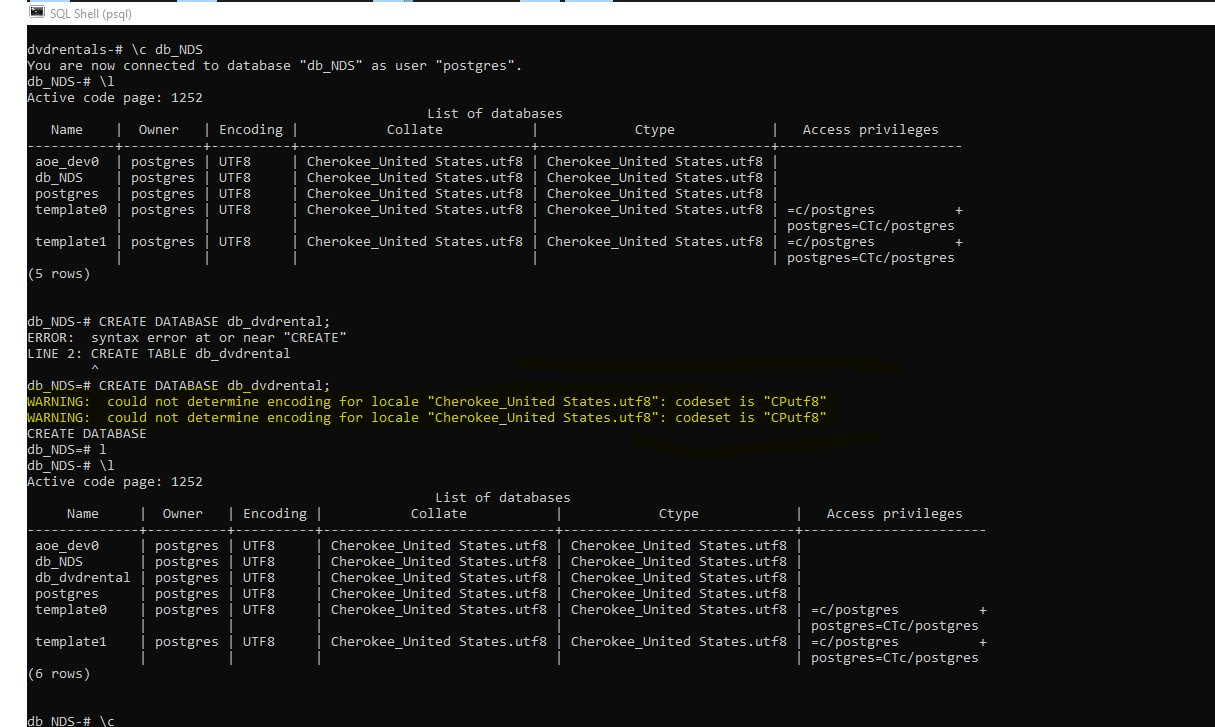 SQL Shell (psql)
dvdrentals-# \c db_NDS
You are now connected to database "db_NDS" as user "postgres".
db_NDS-# \l
Active code page: 1252
List of databases
Name | Owner | Encoding | Collate | Ctype | Access privileges
-----------+----------+----------+-----------------------------+-----------------------------+-----------------------
aoe_dev0 | postgres | UTF8 | Cherokee_United States.utf8 | Cherokee_United States.utf8 |
db_NDS | postgres | UTF8 | Cherokee_United States.utf8 | Cherokee_United States.utf8 |
postgres | postgres | UTF8 | Cherokee_United States.utf8 | Cherokee_United States.utf8 |
template0 | postgres | UTF8 | Cherokee_United States.utf8 | Cherokee_United States.utf8 | =c/postgres +
| | | | | postgres=CTc/postgres
template1 | postgres | UTF8 | Cherokee_United States.utf8 | Cherokee_United States.utf8 | =c/postgres +
| | | | | postgres=CTc/postgres
(5 rows)
db_NDS-# CREATE DATABASE db_dvdrental;
ERROR: syntax error at or near "CREATE"
LINE 2: CREATE TABLE db_dvdrental
^
db_NDS=# CREATE DATABASE db_dvdrental;
WARNING: could not determine encoding for locale "Cherokee_United States.utf8": codeset is "CPutf8"
WARNING: could not determine encoding for locale "Cherokee_United States.utf8": codeset is "CPutf8"
CREATE DATABASE
db_NDS=# l
db_NDS-# \l
Active code page: 1252
List of databases
Name | Owner | Encoding | Collate | Ctype | Access privileges
--------------+----------+----------+-----------------------------+-----------------------------+-----------------------
aoe_dev0 | postgres | UTF8 | Cherokee_United States.utf8 | Cherokee_United States.utf8 |
db_NDS | postgres | UTF8 | Cherokee_United States.utf8 | Cherokee_United States.utf8 |
db_dvdrental | postgres | UTF8 | Cherokee_United States.utf8 | Cherokee_United States.utf8 |
postgres | postgres | UTF8 | Cherokee_United States.utf8 | Cherokee_United States.utf8 |
template0 | postgres | UTF8 | Cherokee_United States.utf8 | Cherokee_United States.utf8 | =c/postgres +
| | | | | postgres=CTc/postgres
template1 | postgres | UTF8 | Cherokee_United States.utf8 | Cherokee_United States.utf8 | =c/postgres +
| | | | | postgres=CTc/postgres
(6 rows)
db_NDS-# \c